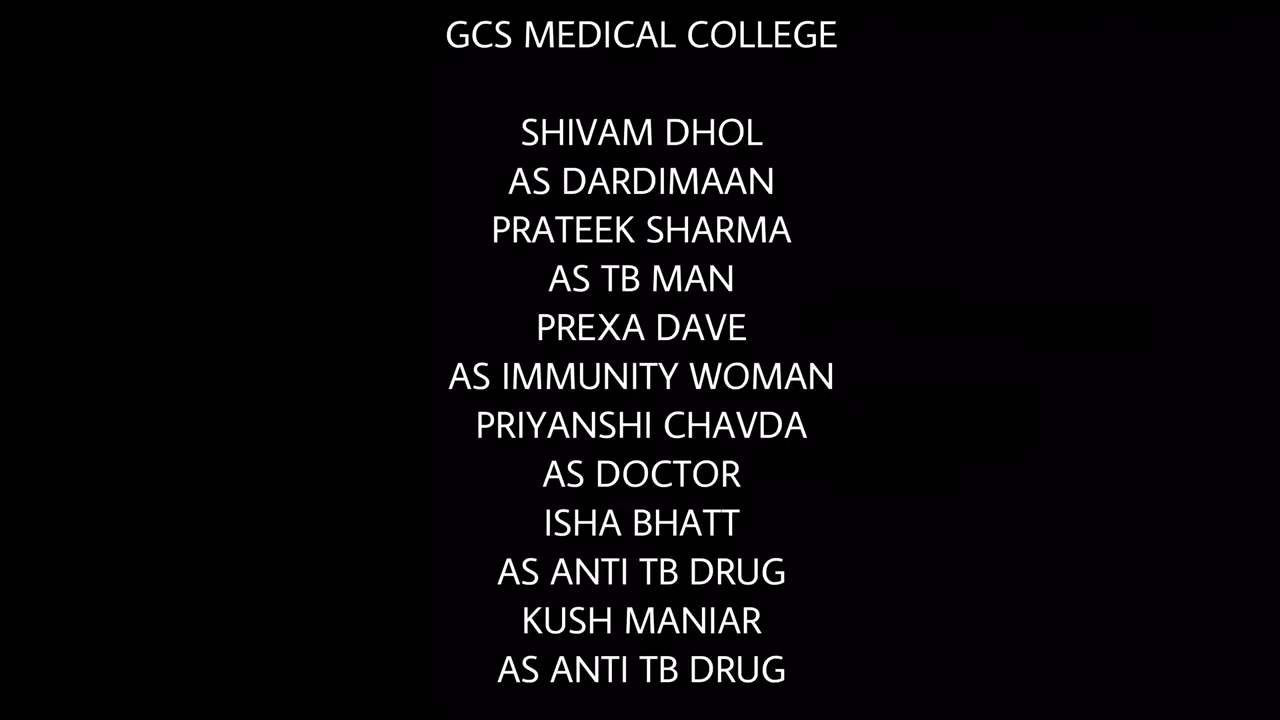 GCS MEDICAL COLLEGE
SHIVAM DHOL
AS DARDIMAAN
PRATEEK SHARMA
AS TB MAN
PREXA DAVE
AS IMMUNITY WOMAN
PRIYANSHI CHAVDA
AS DOCTOR
ISHA BHATT
AS ANTI TB DRUG
KUSH MANIAR
AS ANTI TB DRUG